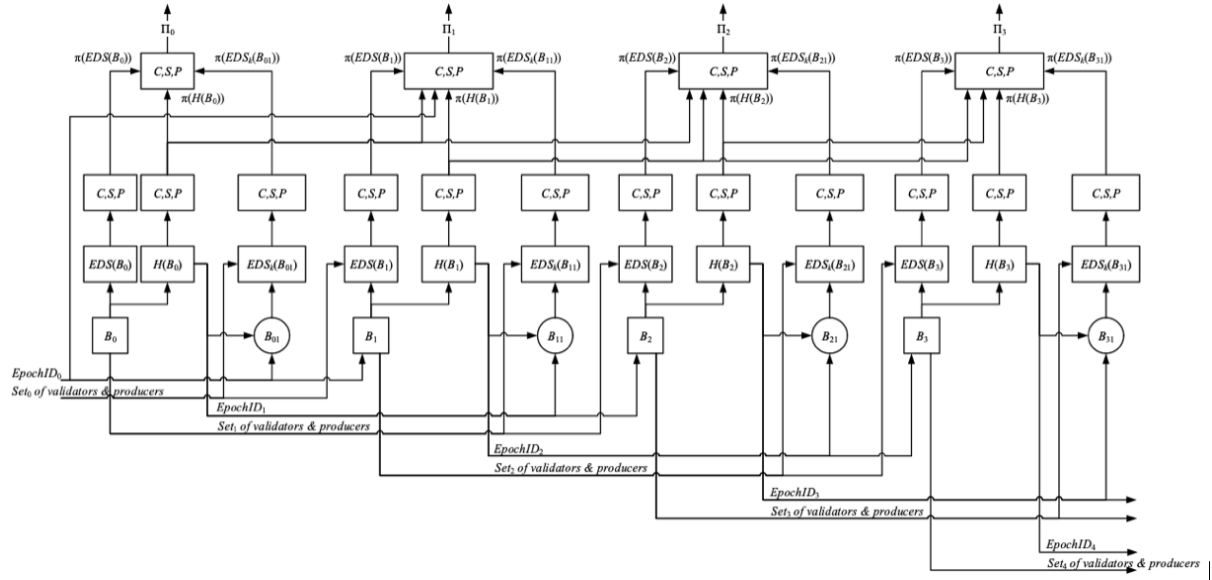 Π₀ Π₁ Π₂ Π₃
π(EDS(B₀)) C,S,P π(EDSₖ(B₀₁)) π(EDS(B₁)) C,S,P π(EDSₖ(B₁₁)) π(EDS(B₂)) C,S,P π(EDSₖ(B₂₁)) π(EDS(B₃)) C,S,P π(EDSₖ(B₃₁))
π(H(B₀)) π(H(B₁)) π(H(B₂)) π(H(B₃))
C,S,P C,S,P C,S,P C,S,P C,S,P C,S,P C,S,P C,S,P C,S,P C,S,P C,S,P C,S,P
EDS(B₀) H(B₀) EDSₖ(B₀₁) EDS(B₁) H(B₁) EDSₖ(B₁₁) EDS(B₂) H(B₂) EDSₖ(B₂₁) EDS(B₃) H(B₃) EDSₖ(B₃₁)
B₀ B₀₁ B₁ B₁₁ B₂ B₂₁ B₃ B₃₁
EpochID₀
Set₀ of validators & producers
EpochID₁
Set₁ of validators & producers
EpochID₂
Set₂ of validators & producers
EpochID₃
Set₃ of validators & producers
EpochID₄
Set₄ of validators & producers